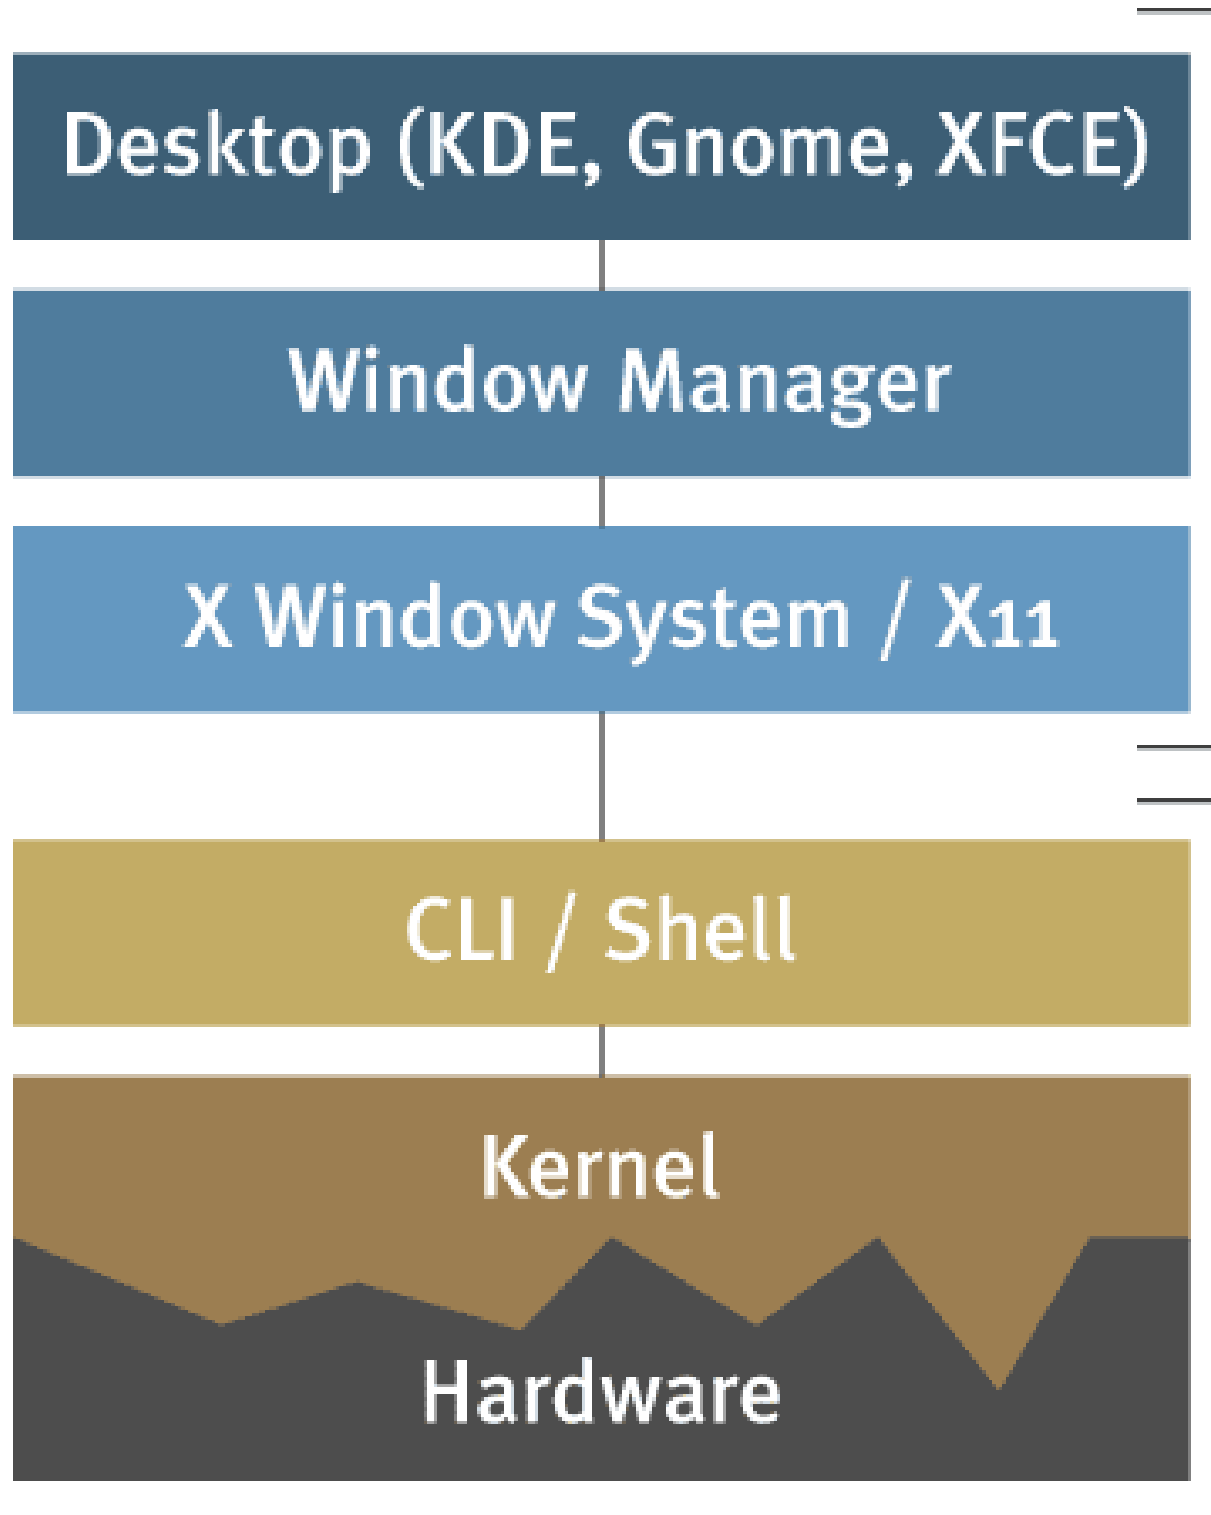 Desktop (KDE, Gnome, XFCE)
Window Manager
X Window System / X11
CLI / Shell
Kernel
Hardware